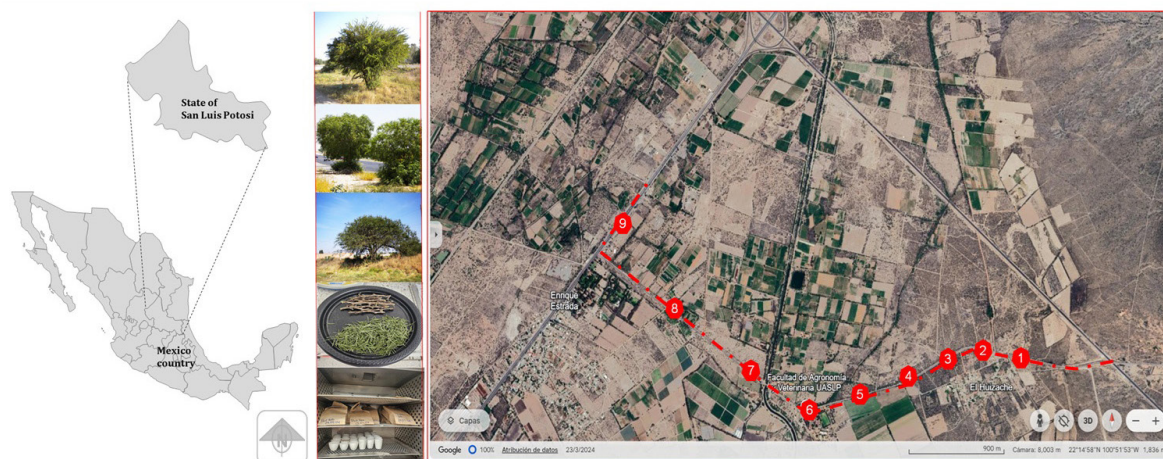 State of
San Luis Potosi
Mexico
country
N
9
8
7
6
5
4
3
2
1
Enrique
Estrada
Facultad de Agronomía
Veterinaria UASLP
El Huizache
Capas
3D
Google
100%
Atribución de datos
23/3/2024
900 m
Cámara: 8,003 m
22°14'58"N 100°51'53"W
1,836 m